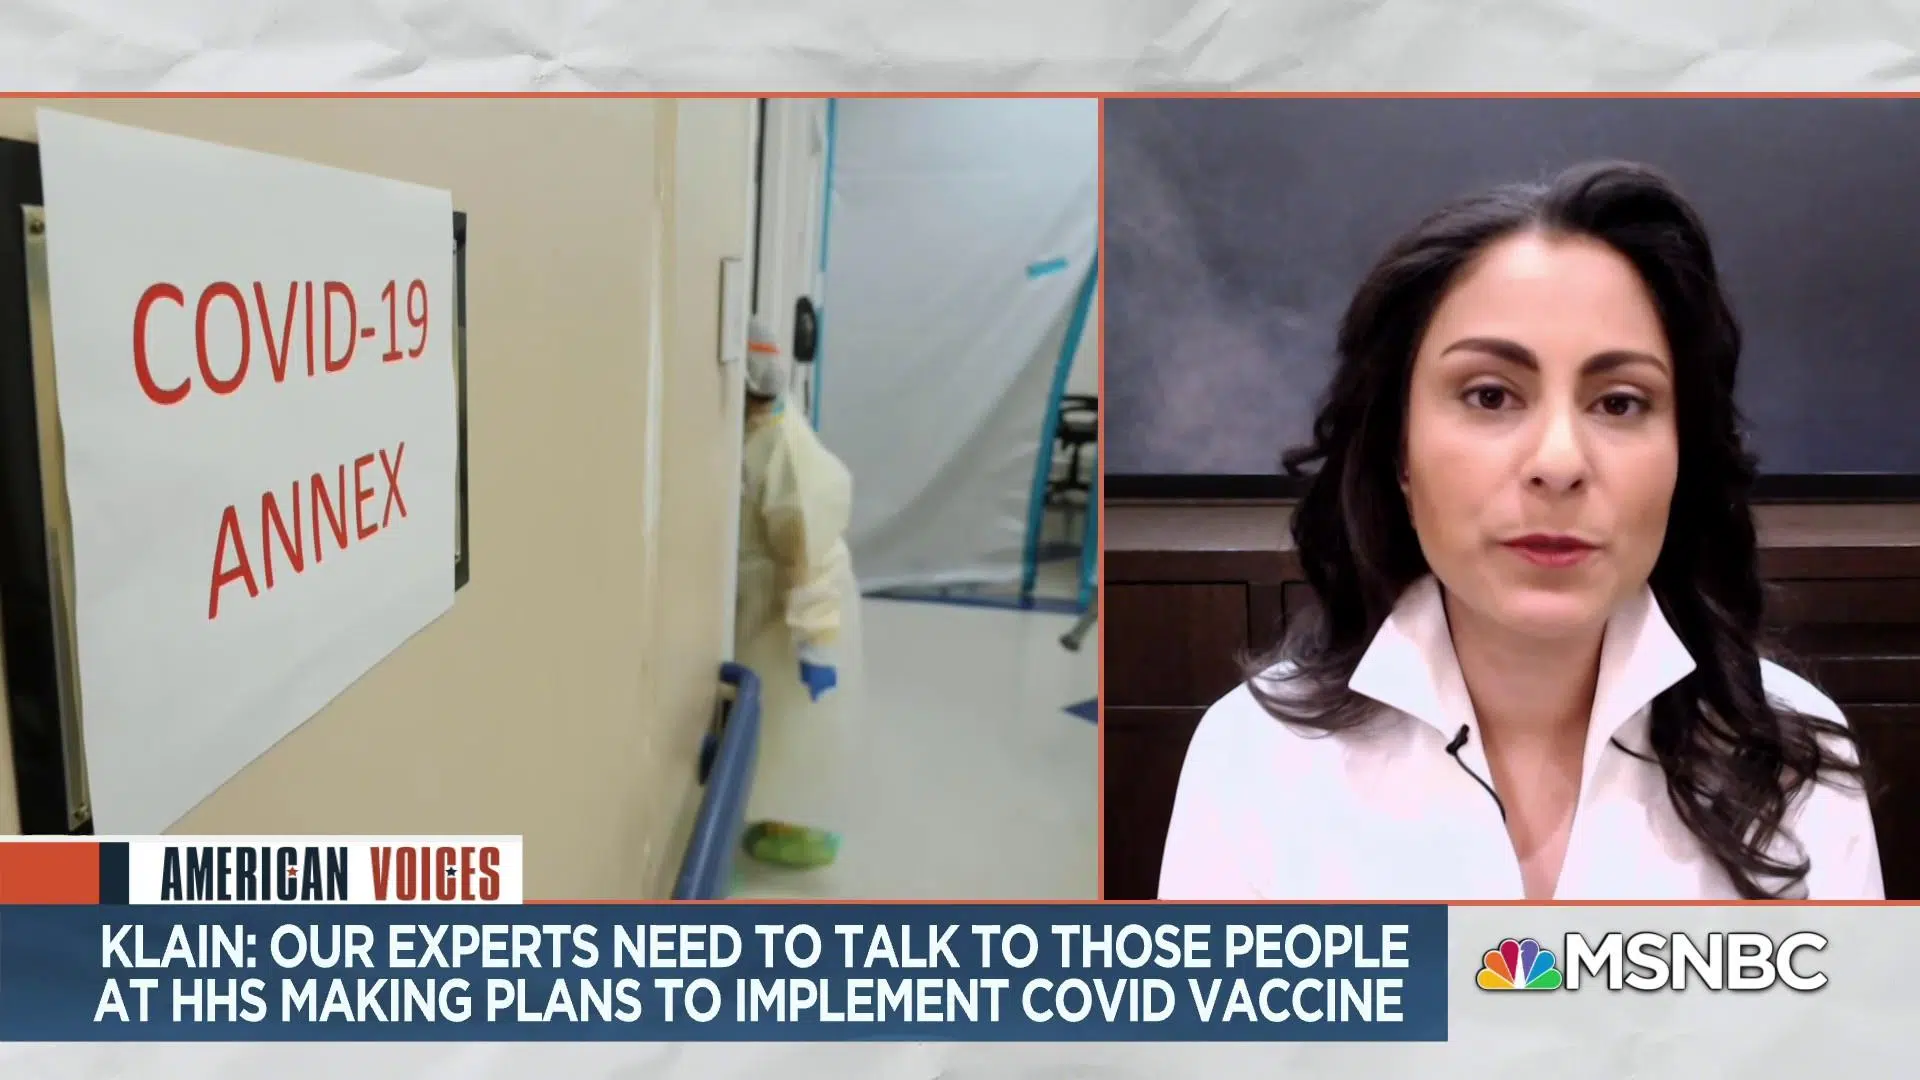 COVID-19
ANNEX
AMERICAN VOICES
KLAIN: OUR EXPERTS NEED TO TALK TO THOSE PEOPLE
AT HHS MAKING PLANS TO IMPLEMENT COVID VACCINE
MSNBC